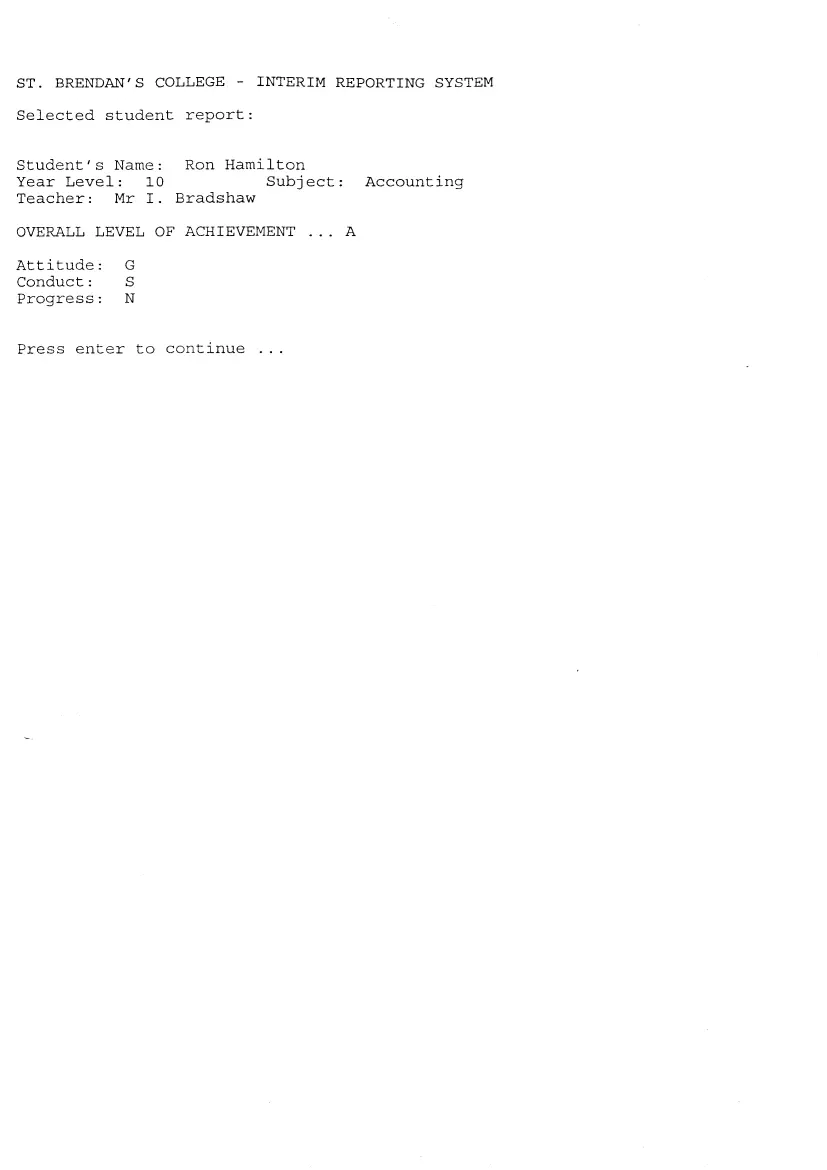 ST. BRENDAN'S COLLEGE - INTERIM REPORTING SYSTEM
Selected student report:
Student's Name: Ron Hamilton
Year Level: 10 Subject: Accounting
Teacher: Mr I. Bradshaw
OVERALL LEVEL OF ACHIEVEMENT ... A
Attitude: G
Conduct: S
Progress: N
Press enter to continue ...